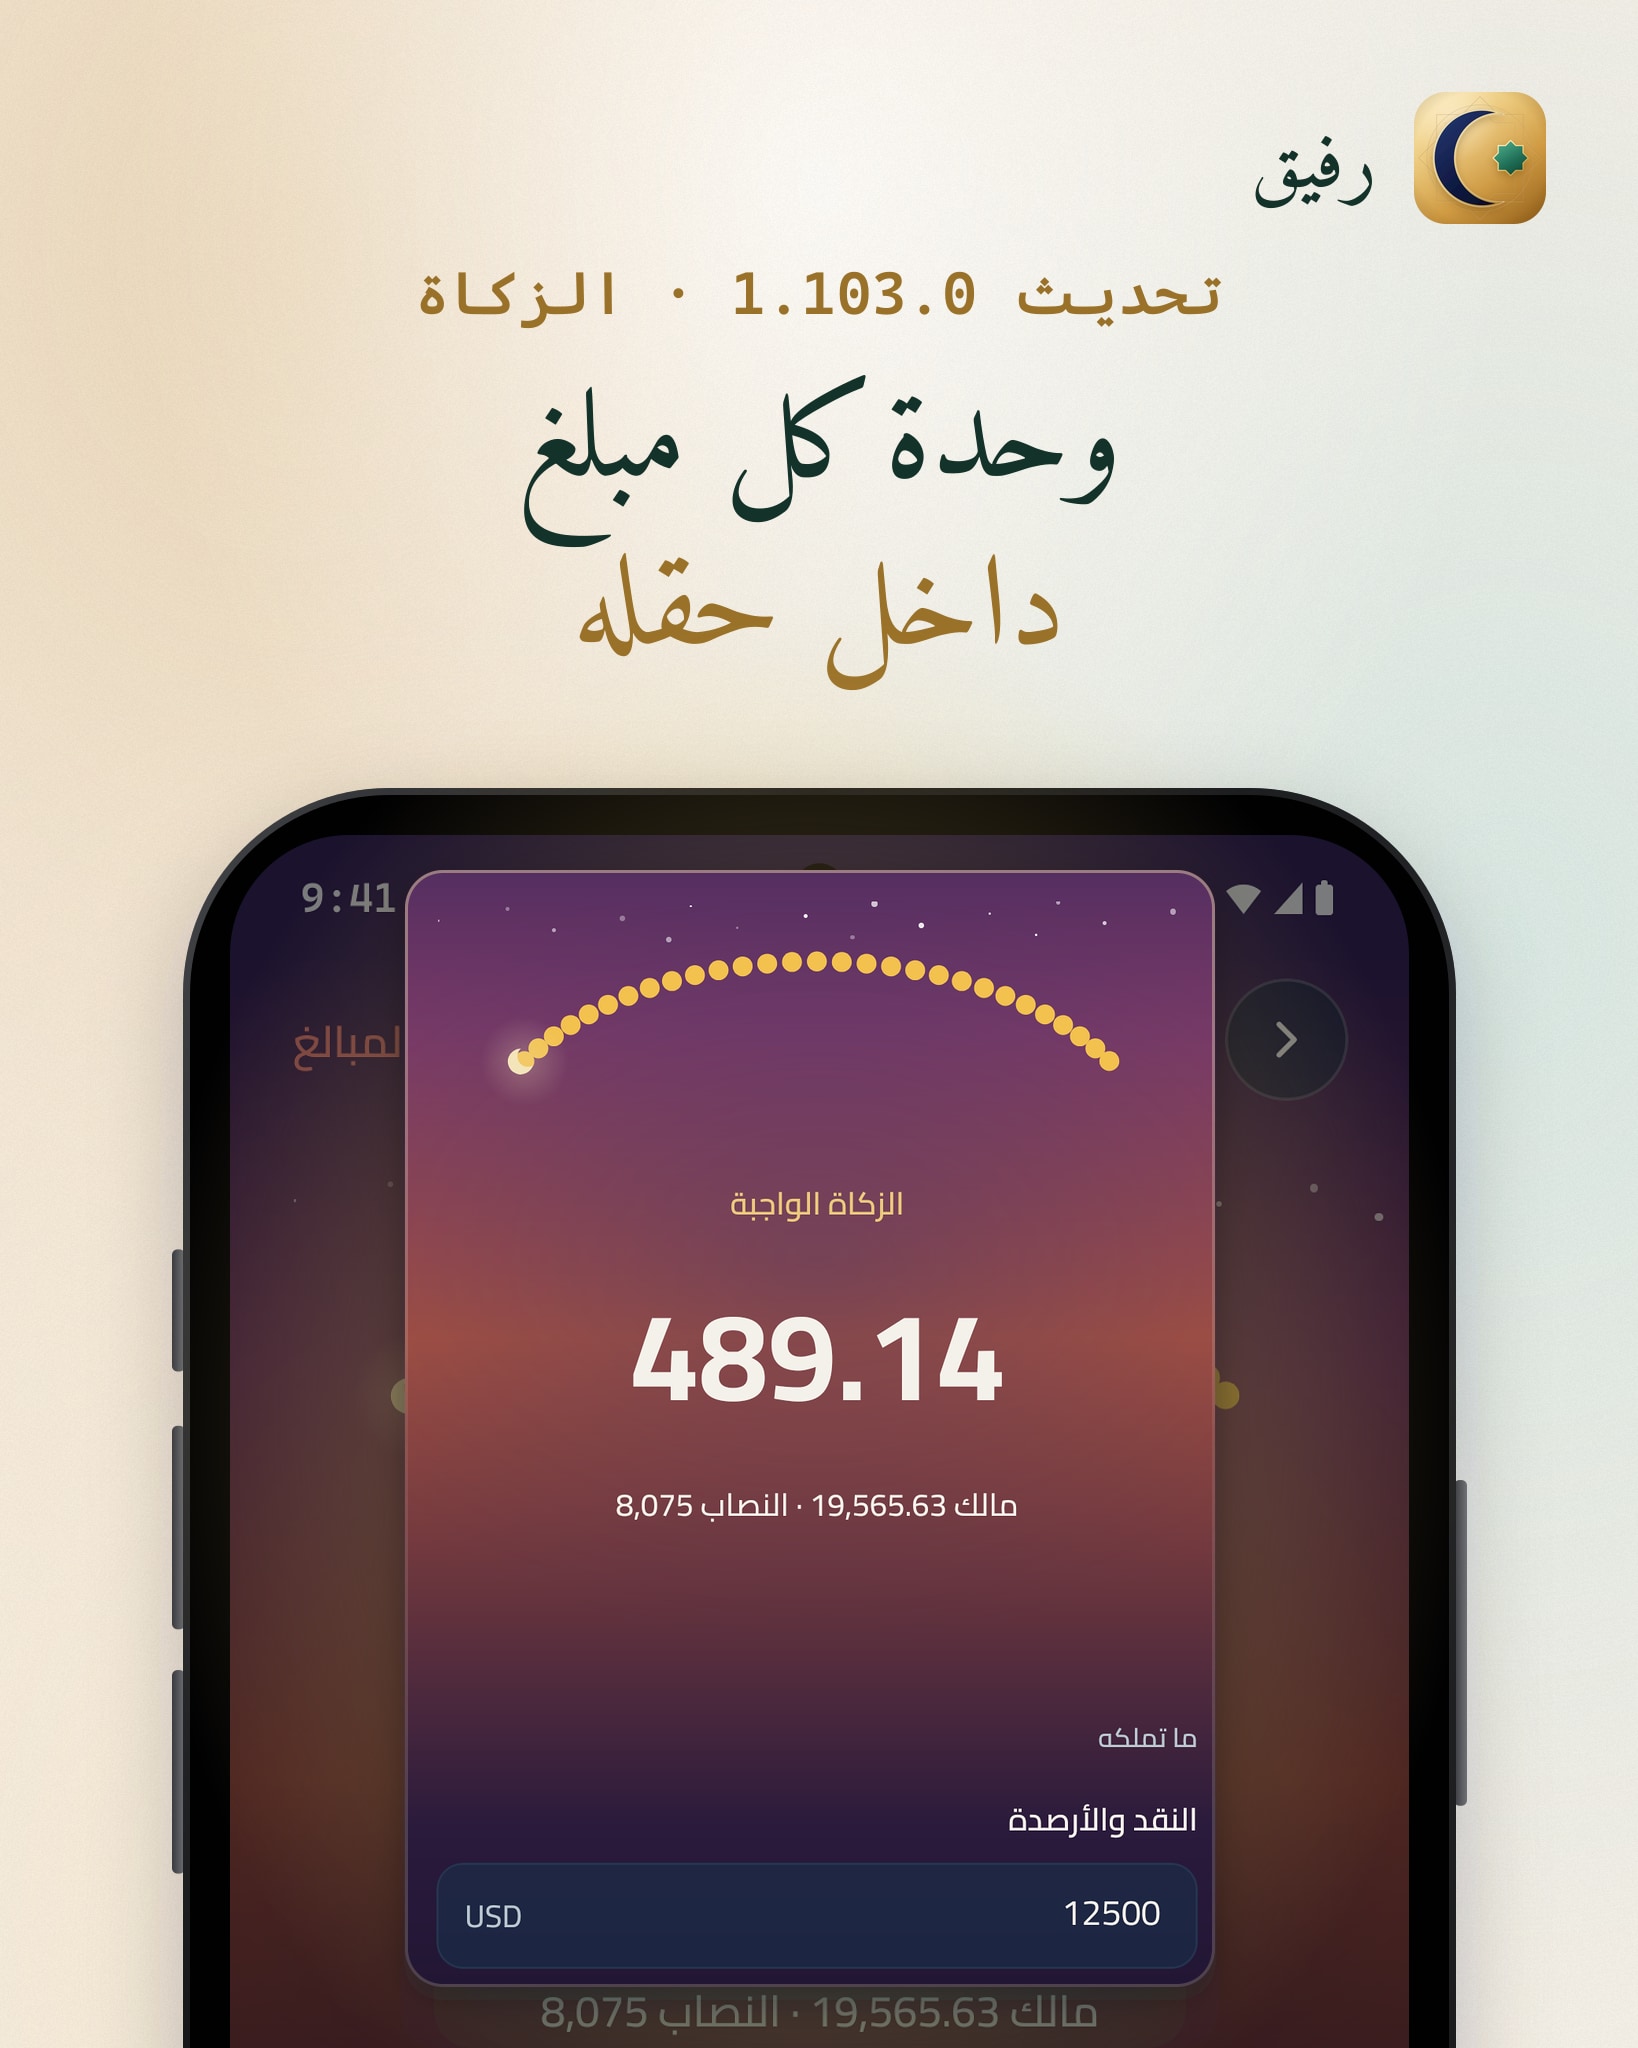 رفيق
تحديث 1.103.0 · الزكاة
وحدة كل مبلغ
داخل حقله
9:41
لمبالغ
الزكاة الواجبة
489.14
مالك 19,565.63 · النصاب 8,075
ما تملكه
النقد والأرصدة
12500 USD
مالك 19,565.63 · النصاب 8,075